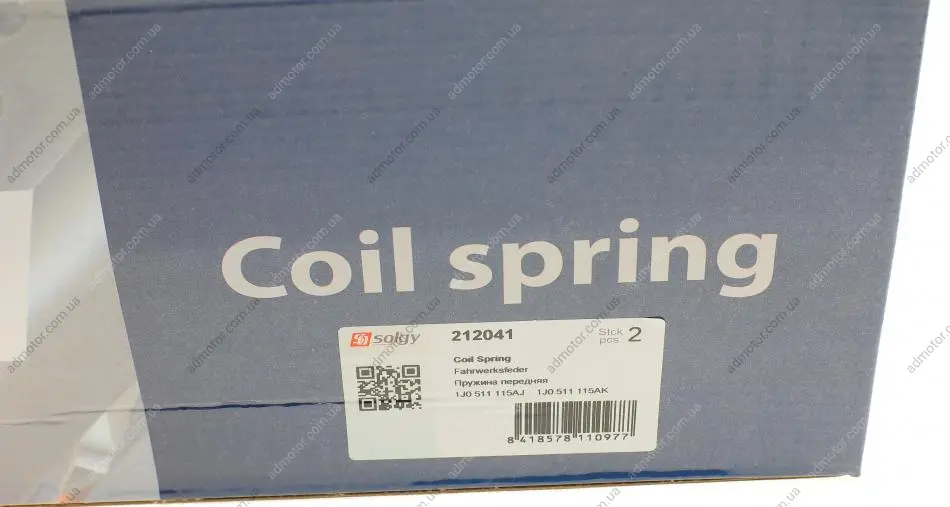 Coil spring
solgy
212041
Stck
pcs 2
Coil Spring
Fahrwerksfeder
Пружина передняя
1J0 511 115AJ 1J0 511 115AK
8 418578 110977
admotor.com.ua